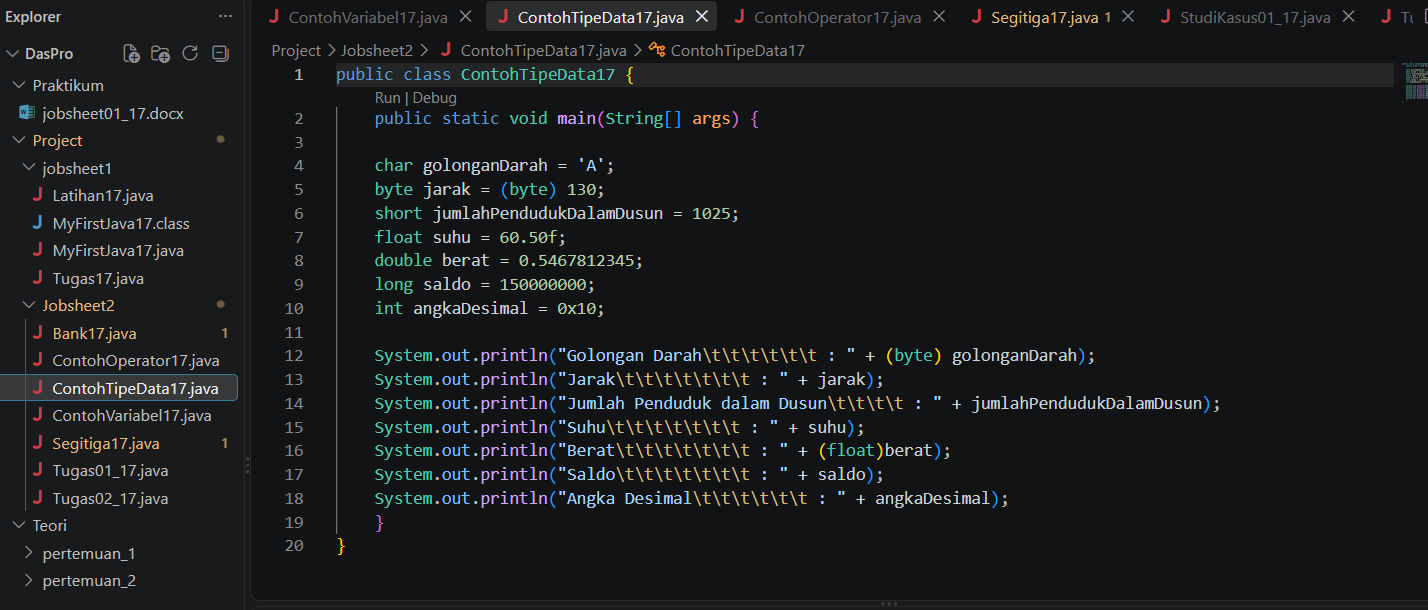 Explorer
DasPro
Praktikum
jobsheet01_17.docx
Project
jobsheet1
Latihan17.java
MyFirstJava17.class
MyFirstJava17.java
Tugas17.java
Jobsheet2
Bank17.java 1
ContohOperator17.java
ContohTipeData17.java
ContohVariabel17.java
Segitiga17.java 1
Tugas01_17.java
Tugas02_17.java
Teori
pertemuan_1
pertemuan_2
ContohVariabel17.java ContohTipeData17.java ContohOperator17.java Segitiga17.java 1 StudiKasus01_17.java
Project > Jobsheet2 > ContohTipeData17.java > ContohTipeData17
1 public class ContohTipeData17 {
Run | Debug
2 public static void main(String[] args) {
3
4 char golonganDarah = 'A';
5 byte jarak = (byte) 130;
6 short jumlahPendudukDalamDusun = 1025;
7 float suhu = 60.50f;
8 double berat = 0.5467812345;
9 long saldo = 150000000;
10 int angkaDesimal = 0x10;
11
12 System.out.println("Golongan Darah\t\t\t\t\t\t : " + (byte) golonganDarah);
13 System.out.println("Jarak\t\t\t\t\t\t\t : " + jarak);
14 System.out.println("Jumlah Penduduk dalam Dusun\t\t\t\t : " + jumlahPendudukDalamDusun);
15 System.out.println("Suhu\t\t\t\t\t\t\t : " + suhu);
16 System.out.println("Berat\t\t\t\t\t\t\t : " + (float)berat);
17 System.out.println("Saldo\t\t\t\t\t\t\t : " + saldo);
18 System.out.println("Angka Desimal\t\t\t\t\t\t : " + angkaDesimal);
19 }
20 }